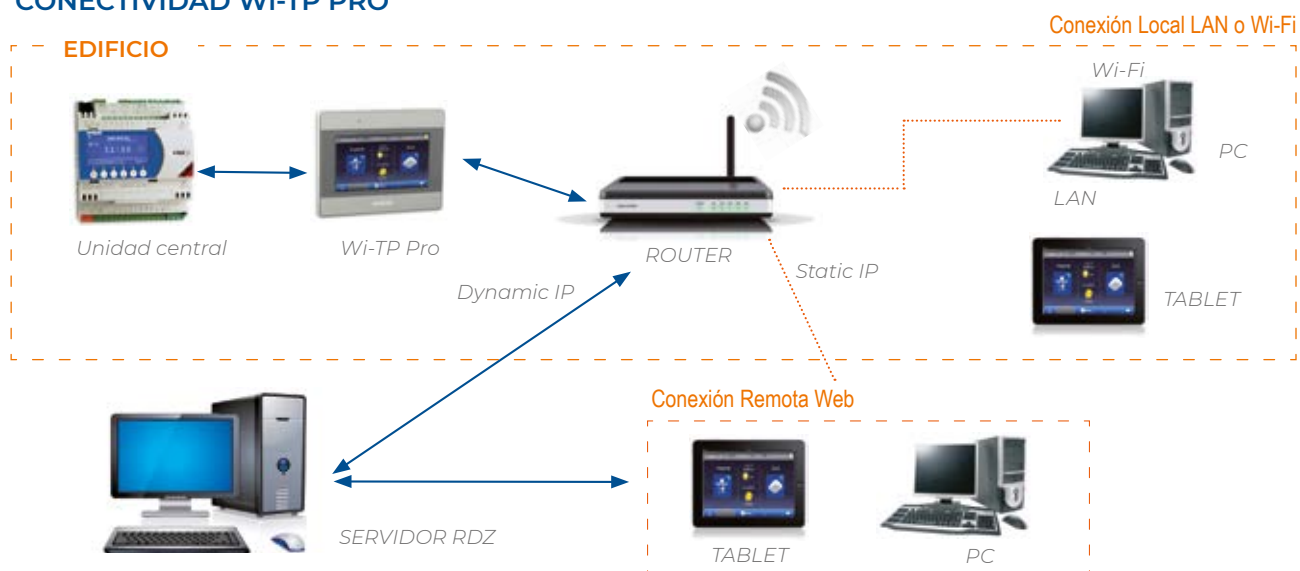 CONECTIVIDAD WI-TP PRO
Conexión Local LAN o Wi-Fi
EDIFICIO
Wi-Fi
PC
LAN
Unidad central
Wi-TP Pro
ROUTER
Static IP
Dynamic IP
TABLET
Conexión Remota Web
SERVIDOR RDZ
TABLET
PC